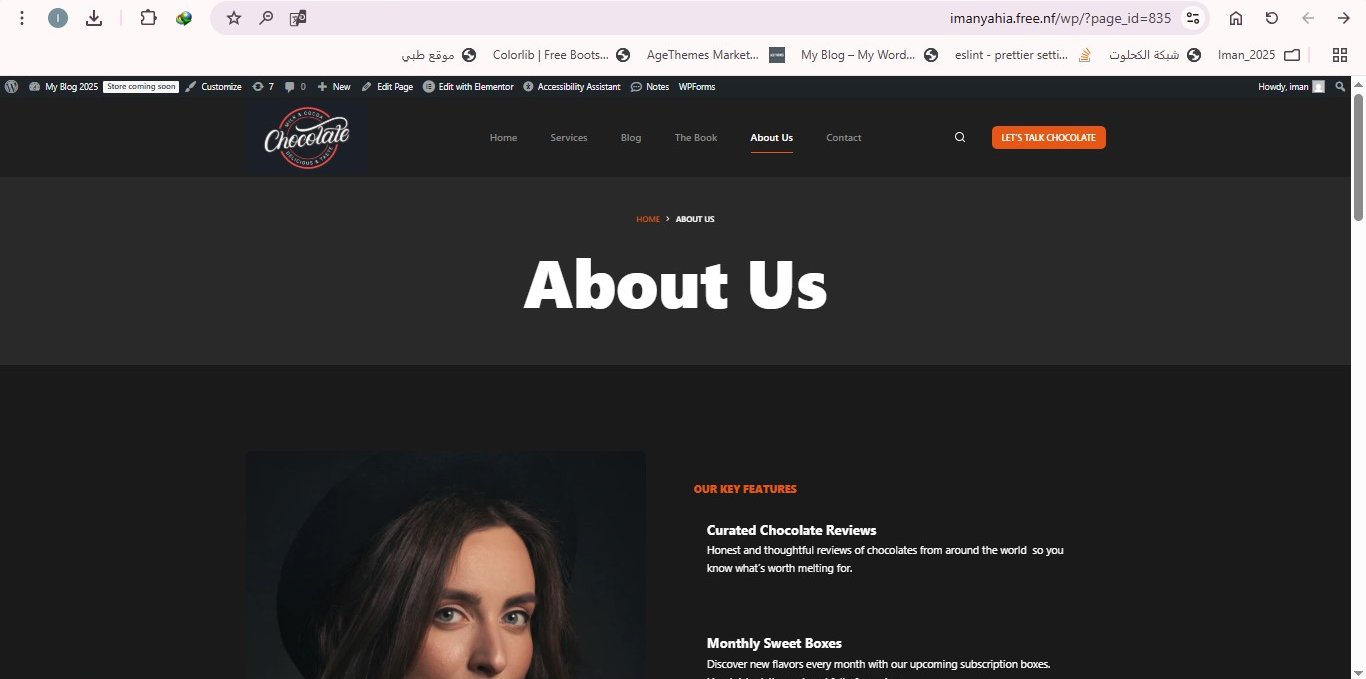 imanyahia.free.nf/wp/?page_id=835
موقع طبي
Colorlib | Free Boots...
AgeThemes Market...
My Blog – My Word...
eslint - prettier setti...
شبكة الكحلوت
Iman_2025
My Blog 2025 Store coming soon Customize 7 0 New Edit Page Edit with Elementor Accessibility Assistant Notes WPForms Howdy, iman
MILK & COCOA
Chocolate
DELICIOUS & TASTE
Home Services Blog The Book About Us Contact LET'S TALK CHOCOLATE
HOME > ABOUT US
About Us
OUR KEY FEATURES
Curated Chocolate Reviews
Honest and thoughtful reviews of chocolates from around the world so you
know what's worth melting for.
Monthly Sweet Boxes
Discover new flavors every month with our upcoming subscription boxes.